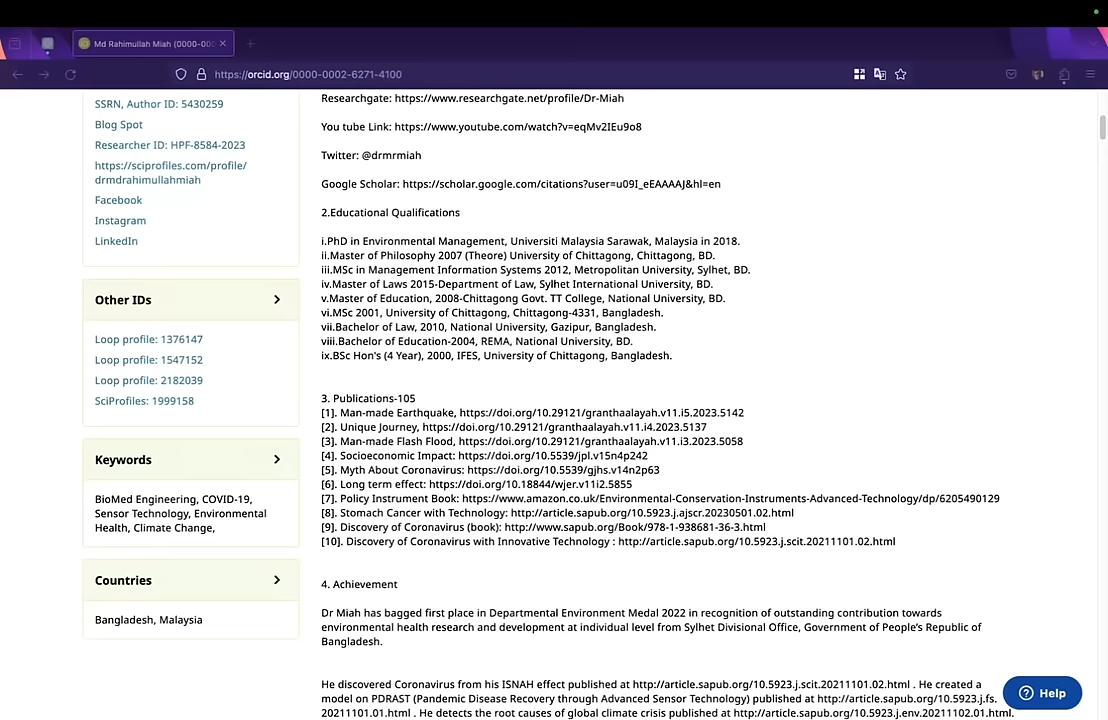 Md Rahimullah Miah (0000-000
https://orcid.org/0000-0002-6271-4100
SSRN, Author ID: 5430259
Blog Spot
Researcher ID: HPF-8584-2023
https://sciprofiles.com/profile/
drmdrahimullahmiah
Facebook
Instagram
LinkedIn
Other IDs
Loop profile: 1376147
Loop profile: 1547152
Loop profile: 2182039
SciProfiles: 1999158
Keywords
BioMed Engineering, COVID-19,
Sensor Technology, Environmental
Health, Climate Change,
Countries
Bangladesh, Malaysia
Researchgate: https://www.researchgate.net/profile/Dr-Miah
You tube Link: https://www.youtube.com/watch?v=eqMv2IEu9o8
Twitter: @drmrmiah
Google Scholar: https://scholar.google.com/citations?user=u09I_eEAAAAJ&hl=en
2.Educational Qualifications
i.PhD in Environmental Management, Universiti Malaysia Sarawak, Malaysia in 2018.
ii.Master of Philosophy 2007 (Theore) University of Chittagong, Chittagong, BD.
iii.MSc in Management Information Systems 2012, Metropolitan University, Sylhet, BD.
iv.Master of Laws 2015-Department of Law, Sylhet International University, BD.
v.Master of Education, 2008-Chittagong Govt. TT College, National University, BD.
vi.MSc 2001, University of Chittagong, Chittagong-4331, Bangladesh.
vii.Bachelor of Law, 2010, National University, Gazipur, Bangladesh.
viii.Bachelor of Education-2004, REMA, National University, BD.
ix.BSc Hon's (4 Year), 2000, IFES, University of Chittagong, Bangladesh.
3. Publications-105
[1]. Man-made Earthquake, https://doi.org/10.29121/granthaalayah.v11.i5.2023.5142
[2]. Unique Journey, https://doi.org/10.29121/granthaalayah.v11.i4.2023.5137
[3]. Man-made Flash Flood, https://doi.org/10.29121/granthaalayah.v11.i3.2023.5058
[4]. Socioeconomic Impact: https://doi.org/10.5539/jpl.v15n4p242
[5]. Myth About Coronavirus: https://doi.org/10.5539/gjhs.v14n2p63
[6]. Long term effect: https://doi.org/10.18844/wjer.v11i2.5855
[7]. Policy Instrument Book: https://www.amazon.co.uk/Environmental-Conservation-Instruments-Advanced-Technology/dp/6205490129
[8]. Stomach Cancer with Technology: http://article.sapub.org/10.5923.j.ajscr.20230501.02.html
[9]. Discovery of Coronavirus (book): http://www.sapub.org/Book/978-1-938681-36-3.html
[10]. Discovery of Coronavirus with Innovative Technology : http://article.sapub.org/10.5923.j.scit.20211101.02.html
4. Achievement
Dr Miah has bagged first place in Departmental Environment Medal 2022 in recognition of outstanding contribution towards
environmental health research and development at individual level from Sylhet Divisional Office, Government of People's Republic of
Bangladesh.
He discovered Coronavirus from his ISNAH effect published at http://article.sapub.org/10.5923.j.scit.20211101.02.html . He created a
model on PDRAST (Pandemic Disease Recovery through Advanced Sensor Technology) published at http://article.sapub.org/10.5923.j.fs.
20211101.01.html . He detects the root causes of global climate crisis published at http://article.sapub.org/10.5923.j.env.20211102.01.html.
Help